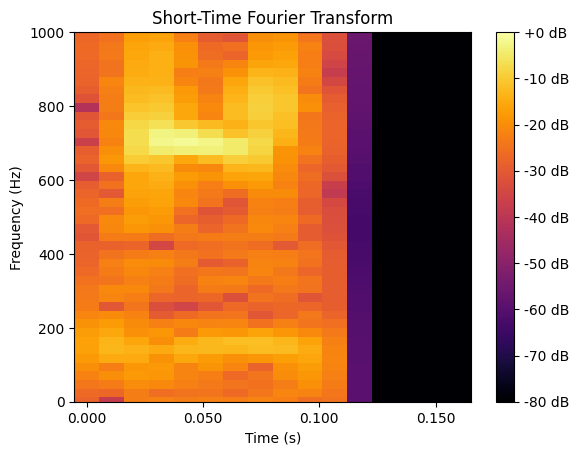 Short-Time Fourier Transform
Frequency (Hz)
1000
800
600
400
200
0
0.000
0.050
0.100
0.150
Time (s)
+0 dB
-10 dB
-20 dB
-30 dB
-40 dB
-50 dB
-60 dB
-70 dB
-80 dB